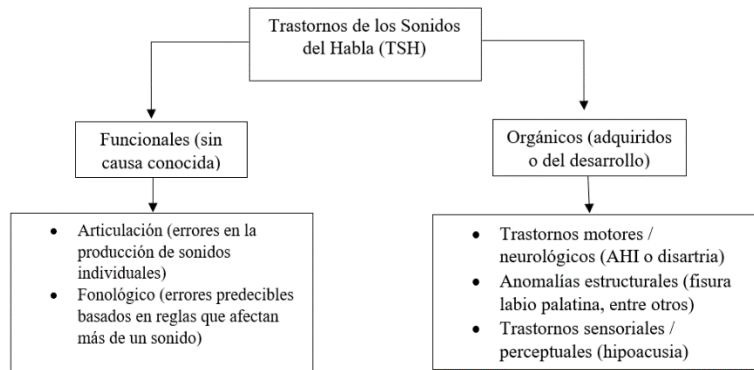 Trastornos de los Sonidos
del Habla (TSH)
Funcionales (sin
causa conocida)
Orgánicos (adquiridos
o del desarrollo)
• Articulación (errores en la
producción de sonidos
individuales)
• Fonológico (errores predecibles
basados en reglas que afectan
más de un sonido)
• Trastornos motores /
neurológicos (AHI o disartria)
• Anomalías estructurales (fisura
labio palatina, entre otros)
• Trastornos sensoriales /
perceptuales (hipoacusia)